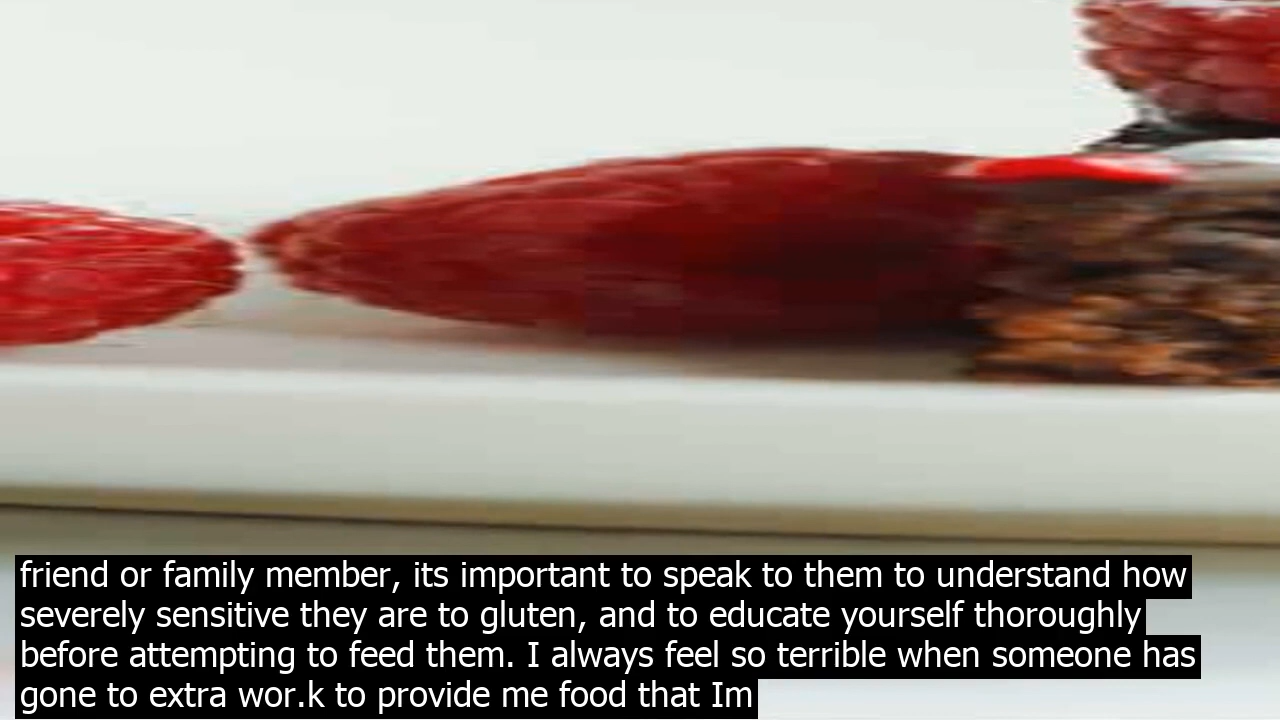 friend or family member, its important to speak to them to understand how
severely sensitive they are to gluten, and to educate yourself thoroughly
before attempting to feed them. I always feel so terrible when someone has
gone to extra wor.k to provide me food that Im